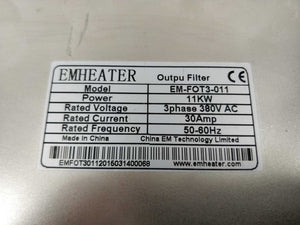 EMHEATER Outpu Filter CE
Model EM-FOT3-011
Power 11KW
Rated Voltage 3phase 380V AC
Rated Current 30Amp
Rated Frequency 50-60Hz
Made in China China EM Technology Limited
EMFOT30112015031400068
www.emheater.com